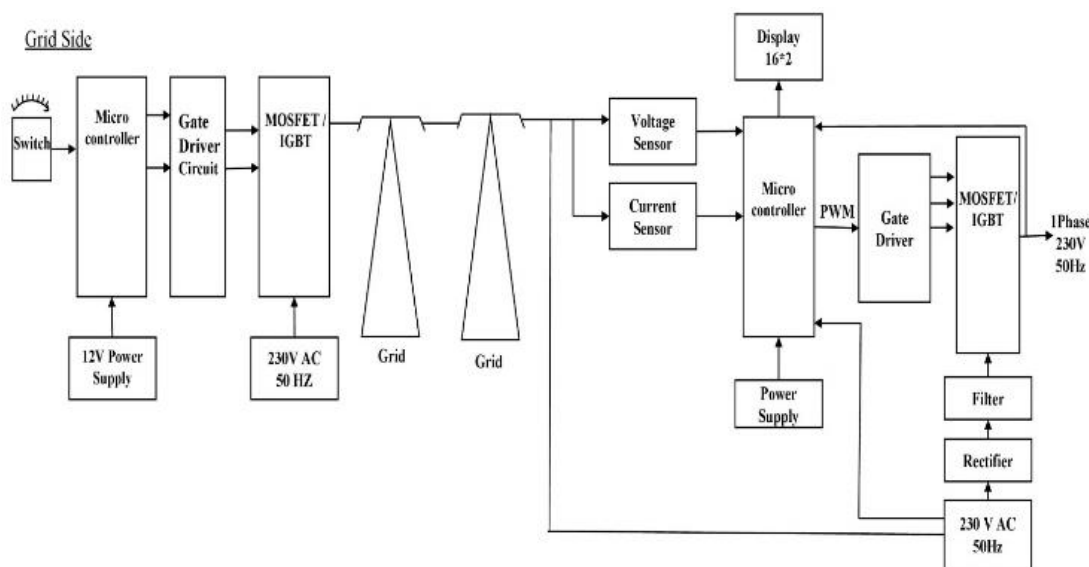 Grid Side
Switch
Micro
controller
Gate
Driver
Circuit
MOSFET /
IGBT
12V Power
Supply
230V AC
50 HZ
Grid
Grid
Voltage
Sensor
Current
Sensor
Display
16*2
Micro
controller
Power
Supply
PWM
Gate
Driver
MOSFET/
IGBT
1Phase
230V
50Hz
Filter
Rectifier
230 V AC
50Hz